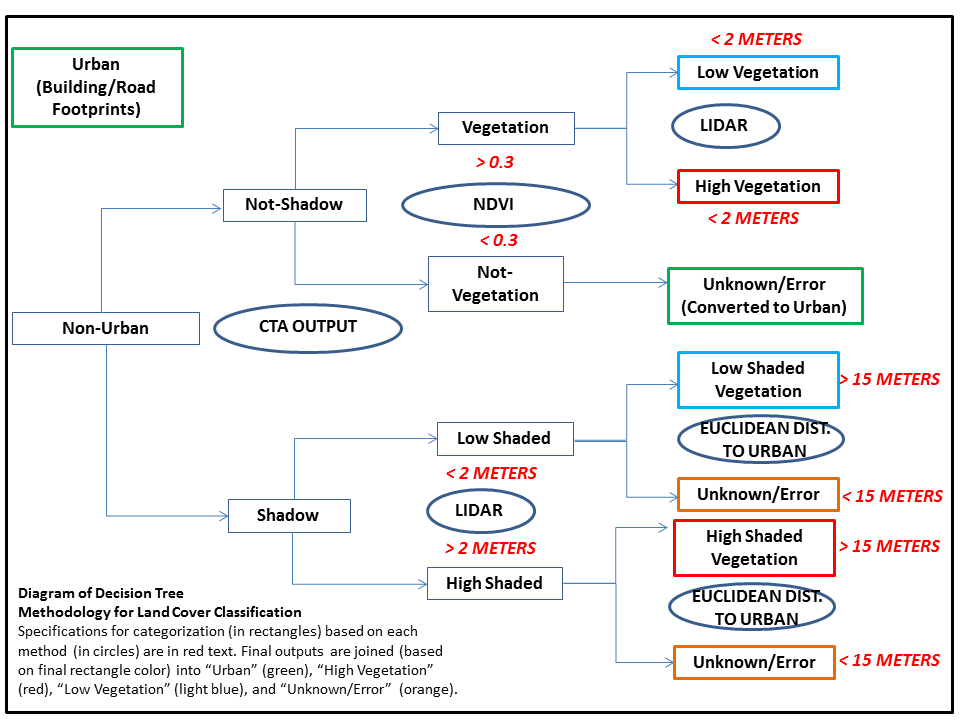 Urban
(Building/Road
Footprints)
< 2 METERS
Low Vegetation
LIDAR
High Vegetation
< 2 METERS
Vegetation
> 0.3
NDVI
< 0.3
Not-
Vegetation
Not-Shadow
Unknown/Error
(Converted to Urban)
Non-Urban
CTA OUTPUT
Low Shaded
Vegetation
> 15 METERS
EUCLIDEAN DIST.
TO URBAN
Low Shaded
< 2 METERS
LIDAR
> 2 METERS
High Shaded
Shadow
Unknown/Error
< 15 METERS
High Shaded
Vegetation
> 15 METERS
EUCLIDEAN DIST.
TO URBAN
Unknown/Error
< 15 METERS
Diagram of Decision Tree
Methodology for Land Cover Classification
Specifications for categorization (in rectangles) based on each
method (in circles) are in red text. Final outputs are joined (based
on final rectangle color) into “Urban” (green), “High Vegetation”
(red), “Low Vegetation” (light blue), and “Unknown/Error” (orange).